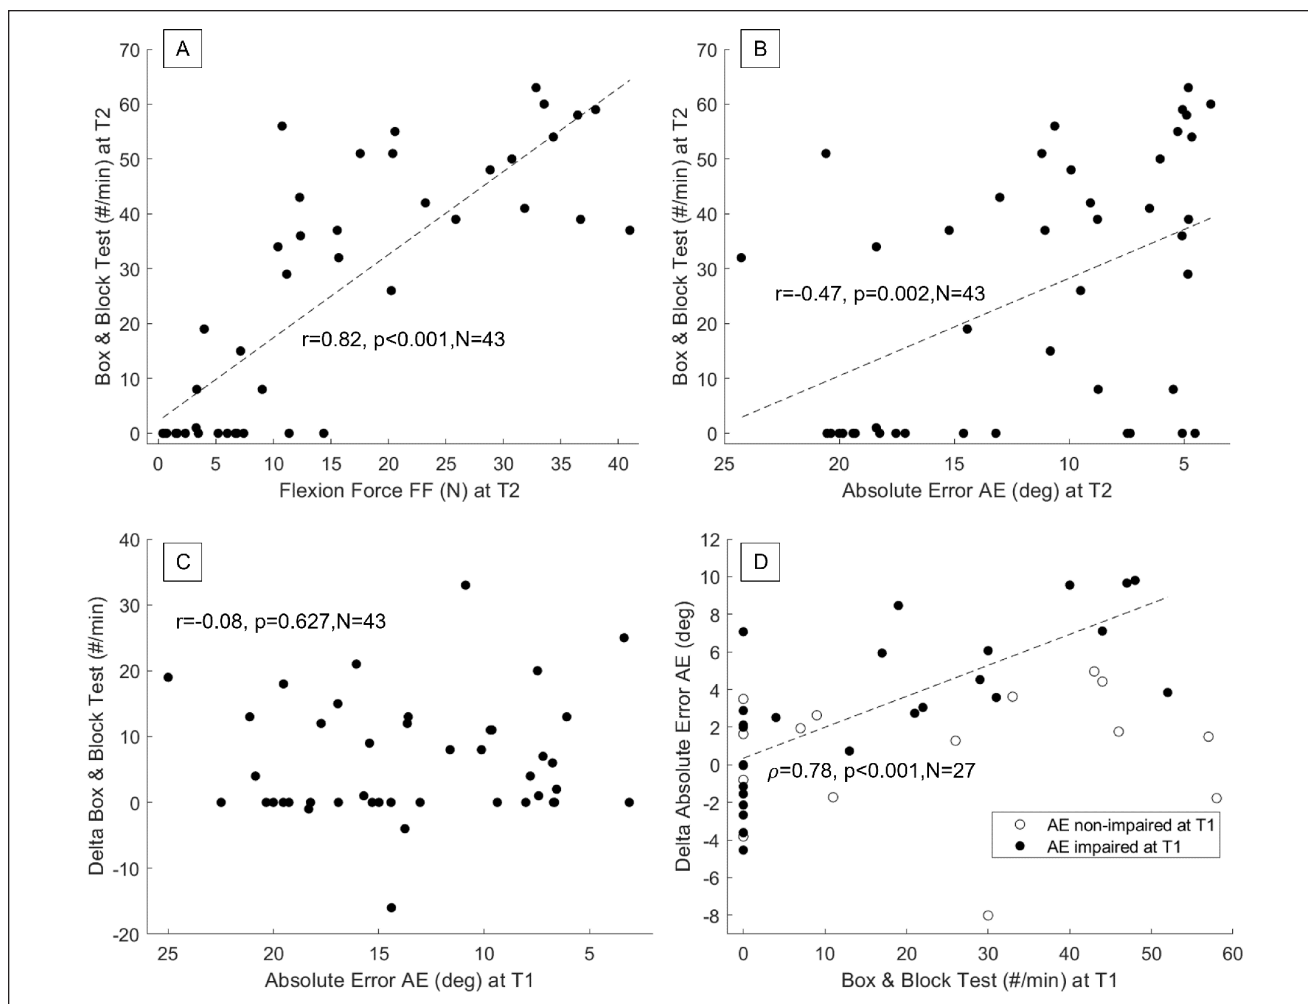 A
70
60
50
40
30
20
10
0
0 5 10 15 20 25 30 35 40
Box & Block Test (#/min) at T2
Flexion Force FF (N) at T2
r=0.82, p<0.001,N=43
B
70
60
50
40
30
20
10
0
25 20 15 10 5
Box & Block Test (#/min) at T2
Absolute Error AE (deg) at T2
r=-0.47, p=0.002,N=43
C
40
30
20
10
0
-10
-20
25 20 15 10 5
Delta Box & Block Test (#/min)
Absolute Error AE (deg) at T1
r=-0.08, p=0.627,N=43
D
12
10
8
6
4
2
0
-2
-4
-6
-8
0 10 20 30 40 50 60
Delta Absolute Error AE (deg)
Box & Block Test (#/min) at T1
ρ=0.78, p<0.001,N=27
AE non-impaired at T1
AE impaired at T1